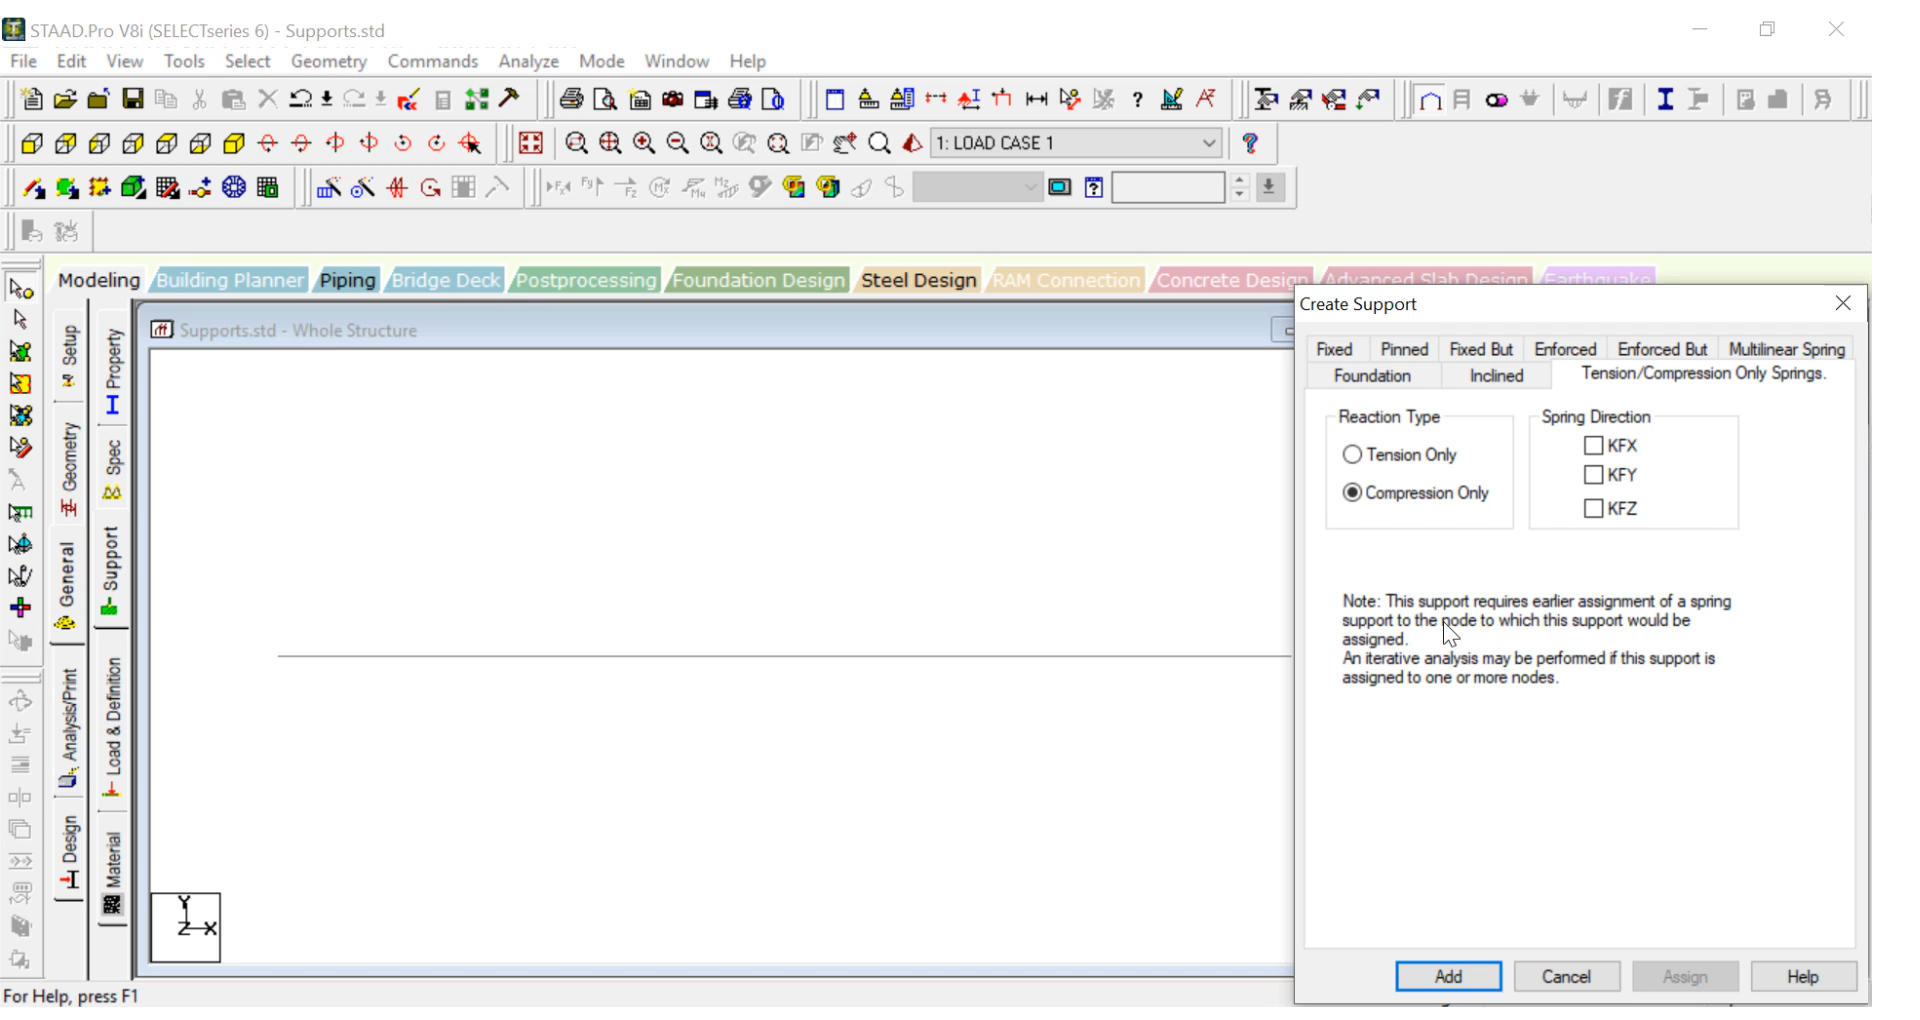 STAAD.Pro V8i (SELECTseries 6) - Supports.std
File Edit View Tools Select Geometry Commands Analyze Mode Window Help
1: LOAD CASE 1
Modeling Building Planner Piping Bridge Deck Postprocessing Foundation Design Steel Design RAM Connection Concrete Design Advanced Slab Design Earthquake
Setup
Geometry
General
Analysis/Print
Design
Property
Spec
Support
Load & Definition
Material
Supports.std - Whole Structure
Y
Z X
Create Support
Fixed Pinned Fixed But Enforced Enforced But Multilinear Spring
Foundation Inclined Tension/Compression Only Springs.
Reaction Type
Tension Only
Compression Only
Spring Direction
KFX
KFY
KFZ
Note: This support requires earlier assignment of a spring
support to the node to which this support would be
assigned.
An iterative analysis may be performed if this support is
assigned to one or more nodes.
Add Cancel Assign Help
For Help, press F1